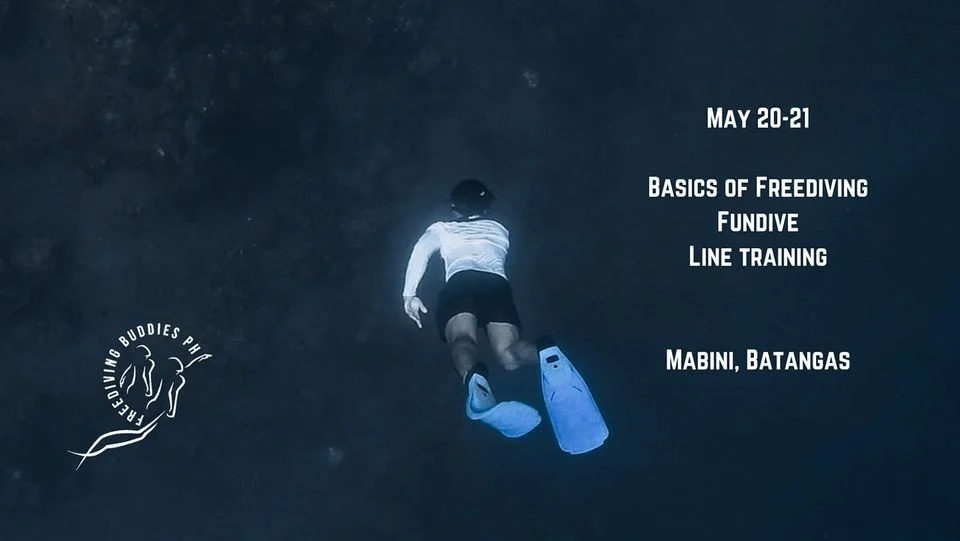 May 20-21
Basics of Freediving
Fundive
Line training
Mabini, Batangas
FREEDIVING BUDDIES PH